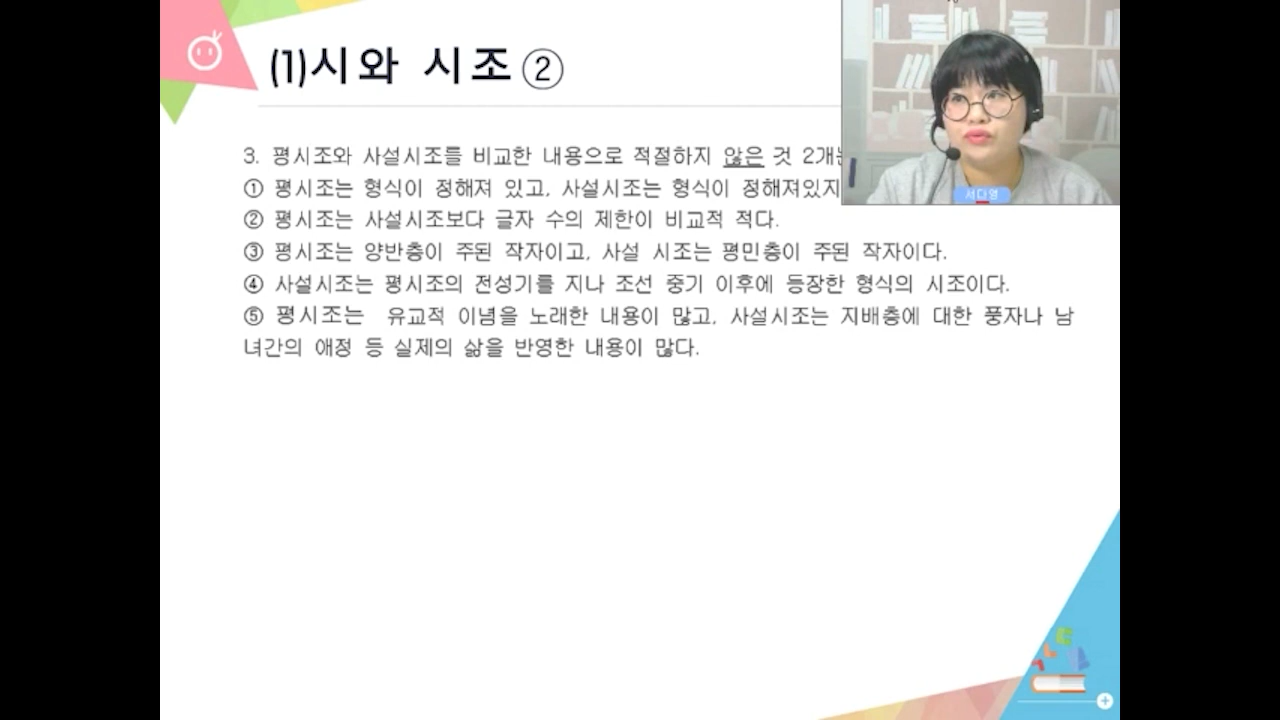 (1)시와 시조②
3. 평시조와 사설시조를 비교한 내용으로 적절하지 않은 것 2개는
① 평시조는 형식이 정해져 있고, 사설시조는 형식이 정해져있지
② 평시조는 사설시조보다 글자 수의 제한이 비교적 적다.
③ 평시조는 양반층이 주된 작자이고, 사설 시조는 평민층이 주된 작자이다.
④ 사설시조는 평시조의 전성기를 지나 조선 중기 이후에 등장한 형식의 시조이다.
⑤ 평시조는 유교적 이념을 노래한 내용이 많고, 사설시조는 지배층에 대한 풍자나 남
녀간의 애정 등 실제의 삶을 반영한 내용이 많다.
서다영